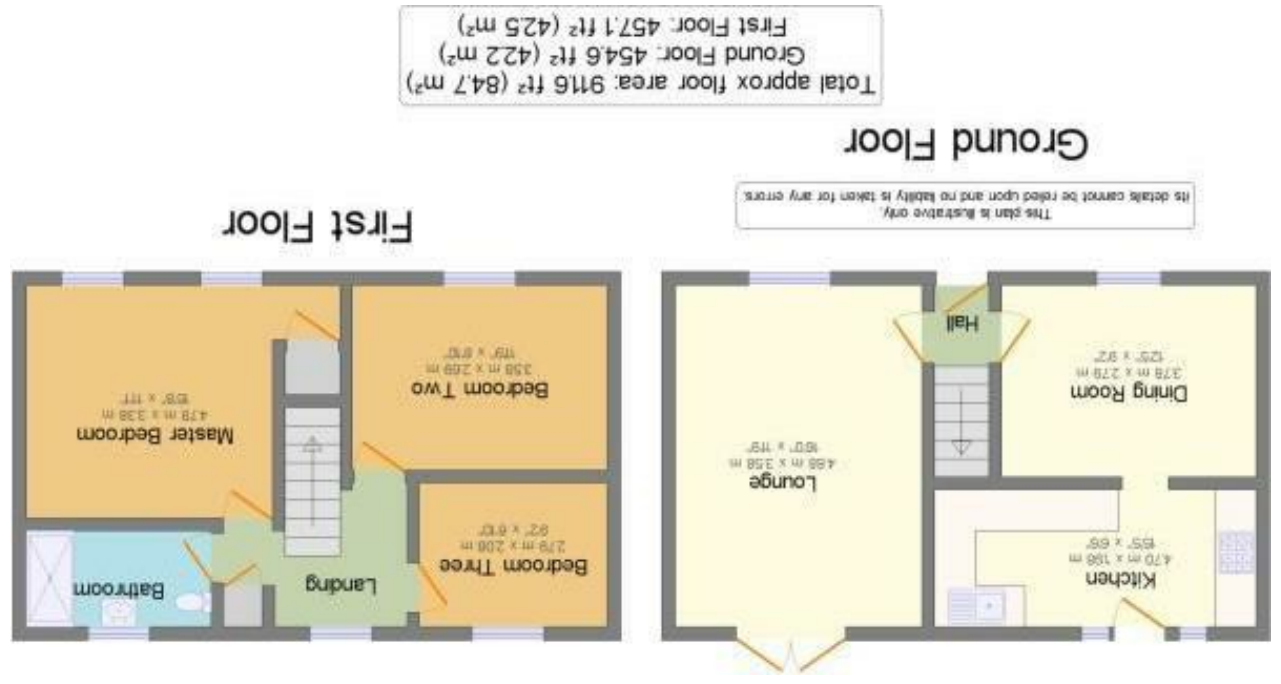 Kitchen
4.70 m x 1.98 m
15'5" x 6'6"
Lounge
4.88 m x 3.58 m
16'0" x 11'9"
Dining Room
3.78 m x 2.79 m
12'5" x 9'2"
Hall
Bedroom Three
2.79 m x 2.08 m
9'2" x 6'10"
Landing
Bathroom
Bedroom Two
3.58 m x 2.69 m
11'9" x 8'10"
Master Bedroom
4.78 m x 3.38 m
15'8" x 11'1"
This plan is illustrative only,
its details cannot be relied upon and no liability is taken for any errors.
Ground Floor
First Floor
Total approx floor area: 911.6 ft² (84.7 m²)
Ground Floor: 454.6 ft² (42.2 m²)
First Floor: 457.1 ft² (42.5 m²)